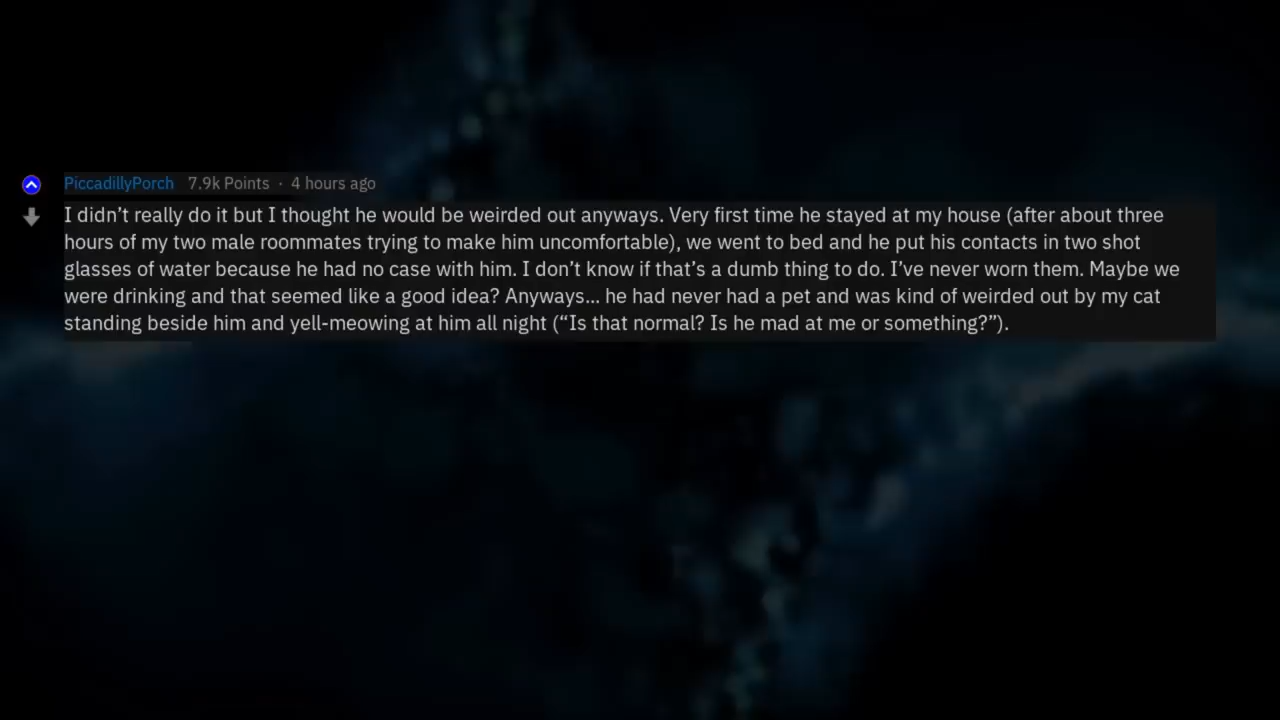 PiccadillyPorch 7.9k Points · 4 hours ago
I didn’t really do it but I thought he would be weirded out anyways. Very first time he stayed at my house (after about three
hours of my two male roommates trying to make him uncomfortable), we went to bed and he put his contacts in two shot
glasses of water because he had no case with him. I don’t know if that’s a dumb thing to do. I’ve never worn them. Maybe we
were drinking and that seemed like a good idea? Anyways... he had never had a pet and was kind of weirded out by my cat
standing beside him and yell-meowing at him all night (“Is that normal? Is he mad at me or something?”).